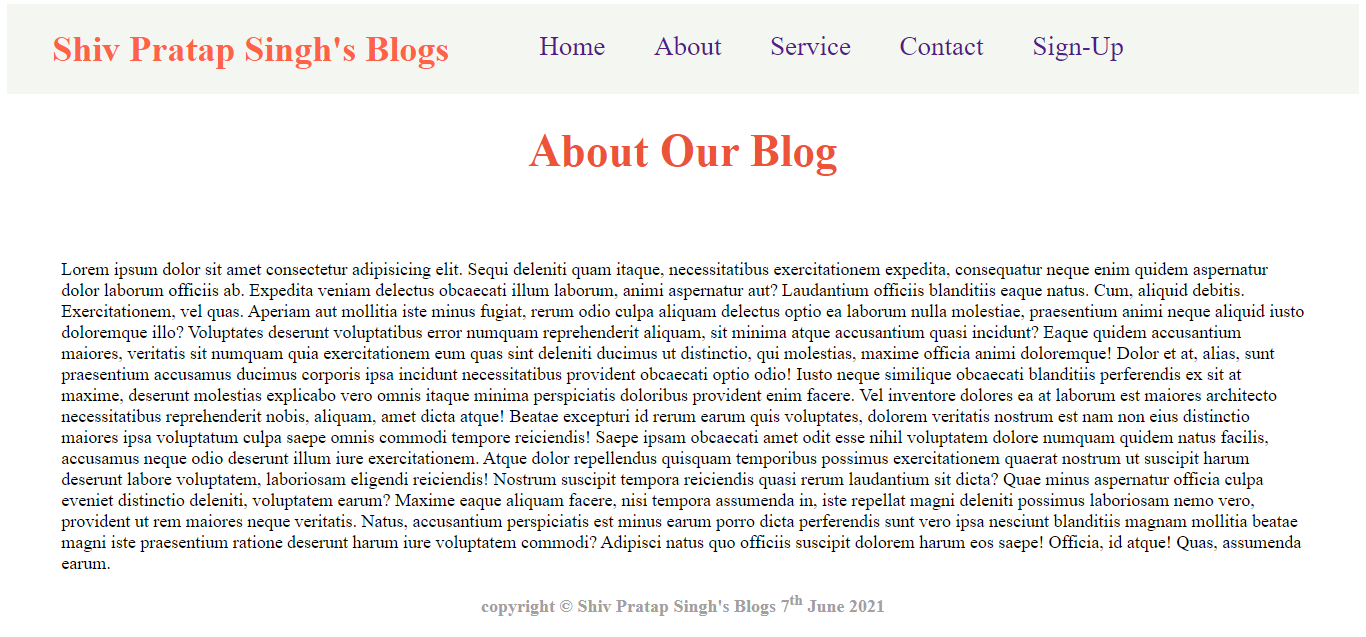 Shiv Pratap Singh's Blogs Home About Service Contact Sign-Up
About Our Blog
Lorem ipsum dolor sit amet consectetur adipisicing elit. Sequi deleniti quam itaque, necessitatibus exercitationem expedita, consequatur neque enim quidem aspernatur
dolor laborum officiis ab. Expedita veniam delectus obcaecati illum laborum, animi aspernatur aut? Laudantium officiis blanditiis eaque natus. Cum, aliquid debitis.
Exercitationem, vel quas. Aperiam aut mollitia iste minus fugiat, rerum odio culpa aliquam delectus optio ea laborum nulla molestiae, praesentium animi neque aliquid iusto
doloremque illo? Voluptates deserunt voluptatibus error numquam reprehenderit aliquam, sit minima atque accusantium quasi incidunt? Eaque quidem accusantium
maiores, veritatis sit numquam quia exercitationem eum quas sint deleniti ducimus ut distinctio, qui molestias, maxime officia animi doloremque! Dolor et at, alias, sunt
praesentium accusamus ducimus corporis ipsa incidunt necessitatibus provident obcaecati optio odio! Iusto neque similique obcaecati blanditiis perferendis ex sit at
maxime, deserunt molestias explicabo vero omnis itaque minima perspiciatis doloribus provident enim facere. Vel inventore dolores ea at laborum est maiores architecto
necessitatibus reprehenderit nobis, aliquam, amet dicta atque! Beatae excepturi id rerum earum quis voluptates, dolorem veritatis nostrum est nam non eius distinctio
maiores ipsa voluptatum culpa saepe omnis commodi tempore reiciendis! Saepe ipsam obcaecati amet odit esse nihil voluptatem dolore numquam quidem natus facilis,
accusamus neque odio deserunt illum iure exercitationem. Atque dolor repellendus quisquam temporibus possimus exercitationem quaerat nostrum ut suscipit harum
deserunt labore voluptatem, laboriosam eligendi reiciendis! Nostrum suscipit tempora reiciendis quasi rerum laudantium sit dicta? Quae minus aspernatur officia culpa
eveniet distinctio deleniti, voluptatem earum? Maxime eaque aliquam facere, nisi tempora assumenda in, iste repellat magni deleniti possimus laboriosam nemo vero,
provident ut rem maiores neque veritatis. Natus, accusantium perspiciatis est minus earum porro dicta perferendis sunt vero ipsa nesciunt blanditiis magnam mollitia beatae
magni iste praesentium ratione deserunt harum iure voluptatem commodi? Adipisci natus quo officiis suscipit dolorem harum eos saepe! Officia, id atque! Quas, assumenda
earum.
copyright © Shiv Pratap Singh's Blogs 7th June 2021